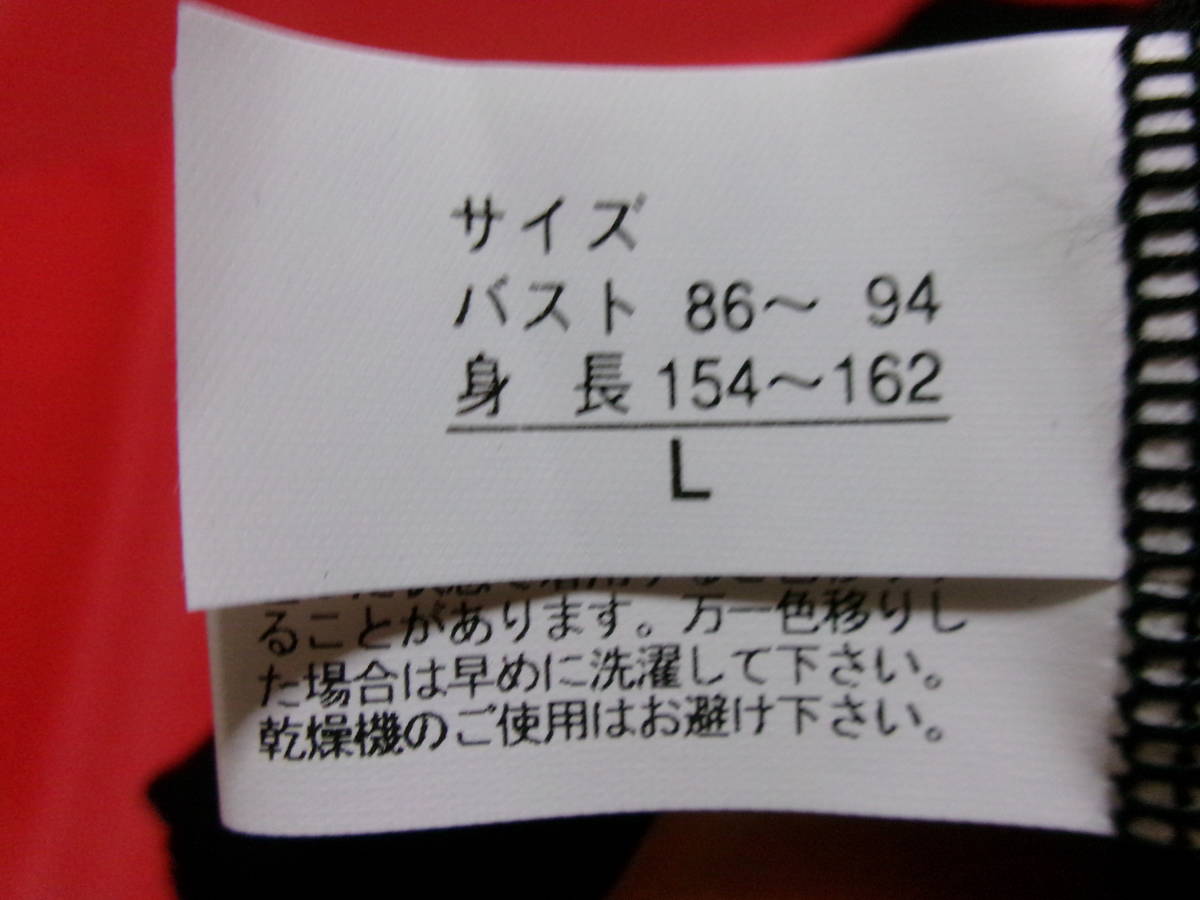 サイズ
バスト 86～ 94
身 長 154～162
L
ることがあります。万一色移りし
た場合は早めに洗濯して下さい。
乾燥機のご使用はお避け下さい。